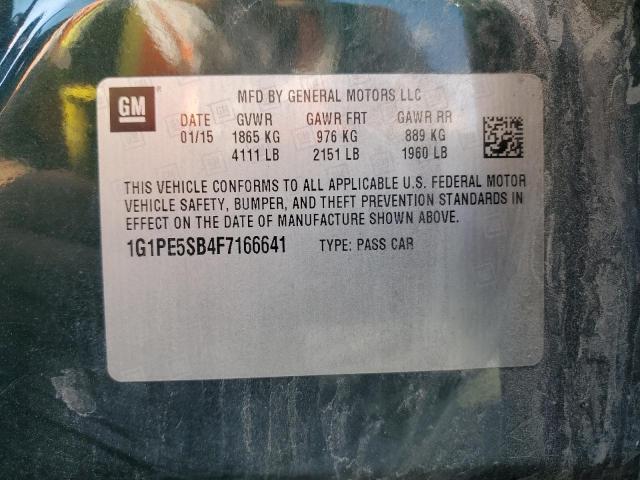 GM
MFD BY GENERAL MOTORS LLC
DATE GVWR GAWR FRT GAWR RR
01/15 1865 KG 976 KG 889 KG
4111 LB 2151 LB 1960 LB
THIS VEHICLE CONFORMS TO ALL APPLICABLE U.S. FEDERAL MOTOR
VEHICLE SAFETY, BUMPER, AND THEFT PREVENTION STANDARDS IN
EFFECT ON THE DATE OF MANUFACTURE SHOWN ABOVE.
1G1PE5SB4F7166641 TYPE: PASS CAR